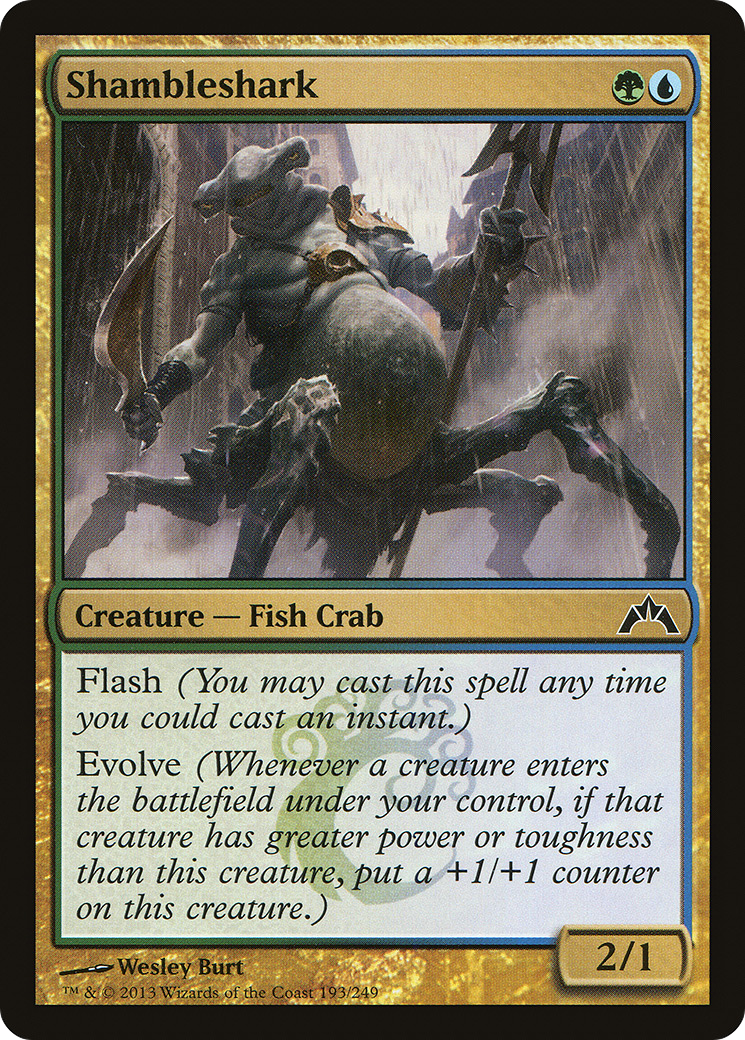 Shambleshark
Creature — Fish Crab
Flash (You may cast this spell any time
you could cast an instant.)
Evolve (Whenever a creature enters
the battlefield under your control, if that
creature has greater power or toughness
than this creature, put a +1/+1 counter
on this creature.)
2/1
Wesley Burt
™ & © 2013 Wizards of the Coast 193/249